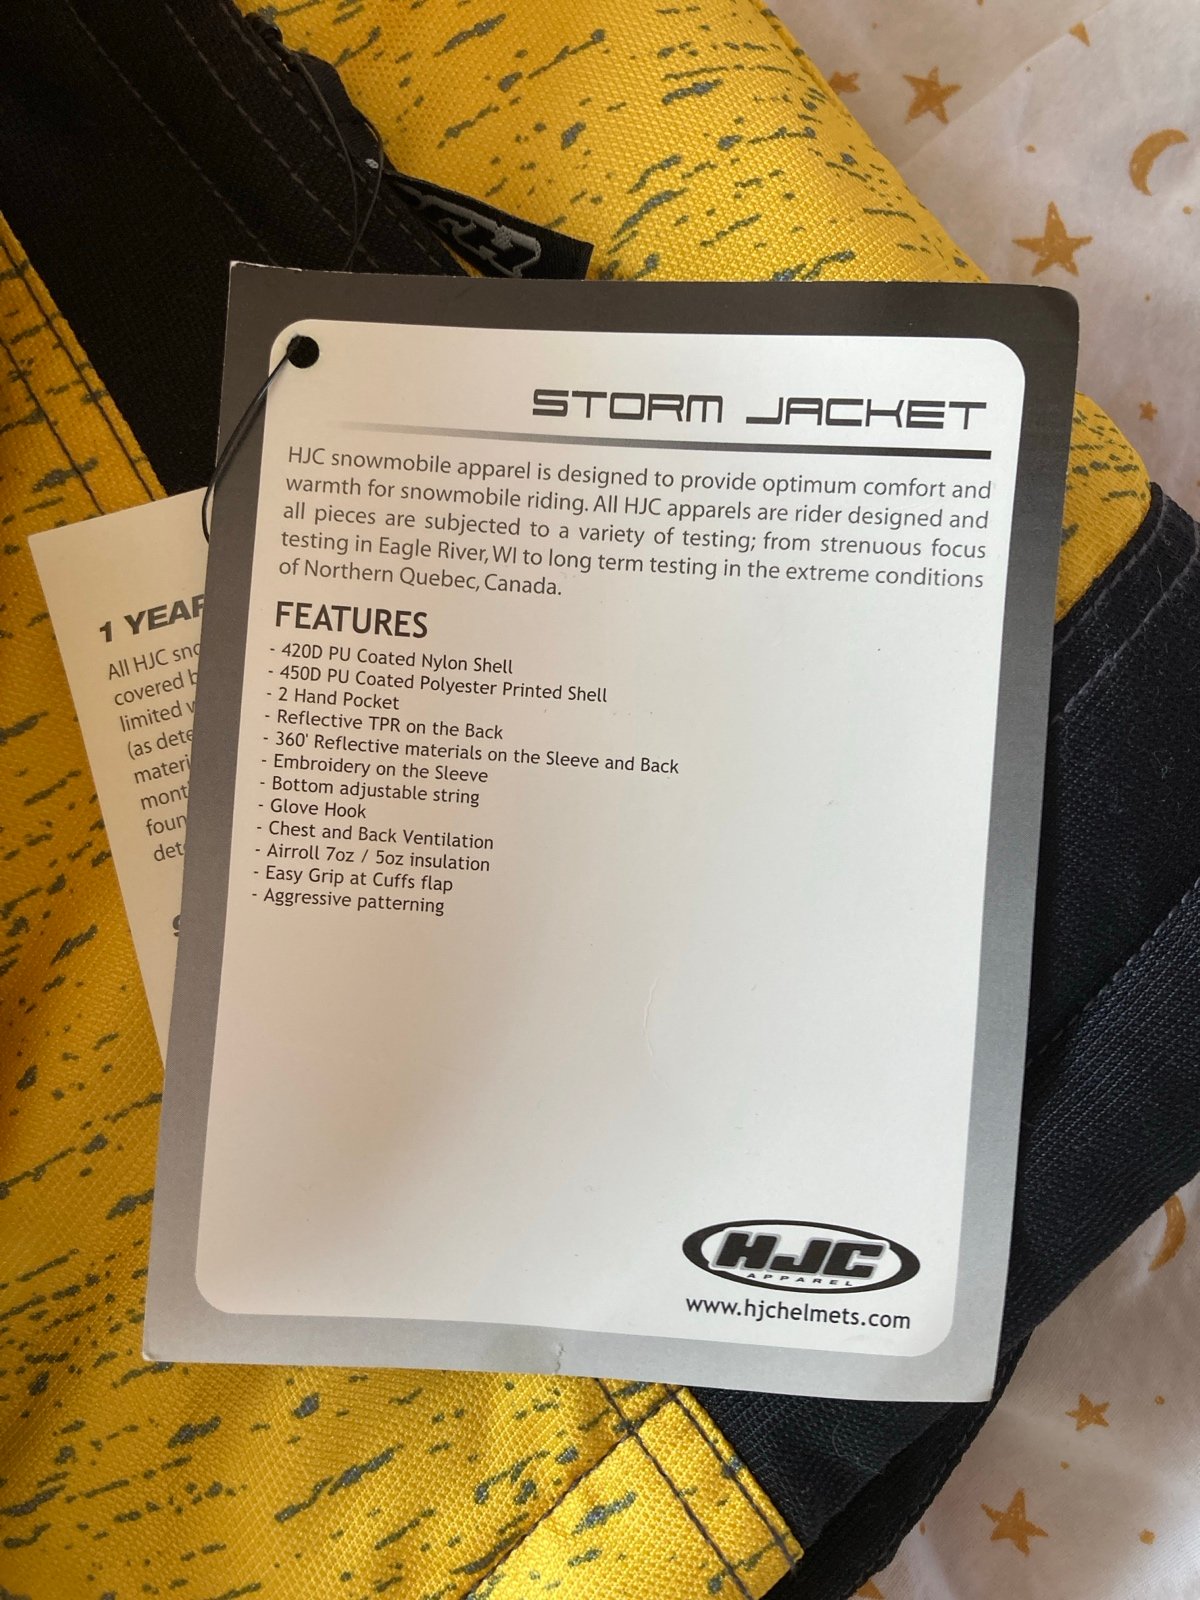 STORM JACKET
HJC snowmobile apparel is designed to provide optimum comfort and
warmth for snowmobile riding. All HJC apparels are rider designed and
all pieces are subjected to a variety of testing; from strenuous focus
testing in Eagle River, WI to long term testing in the extreme conditions
of Northern Quebec, Canada.
FEATURES
- 420D PU Coated Nylon Shell
- 450D PU Coated Polyester Printed Shell
- 2 Hand Pocket
- Reflective TPR on the Back
- 360' Reflective materials on the Sleeve and Back
- Embroidery on the Sleeve
- Bottom adjustable string
- Glove Hook
- Chest and Back Ventilation
- Airroll 7oz / 5oz insulation
- Easy Grip at Cuffs flap
- Aggressive patterning
HJC
APPAREL
www.hjchelmets.com
1 YEAR
All HJC
covered
limited
(as